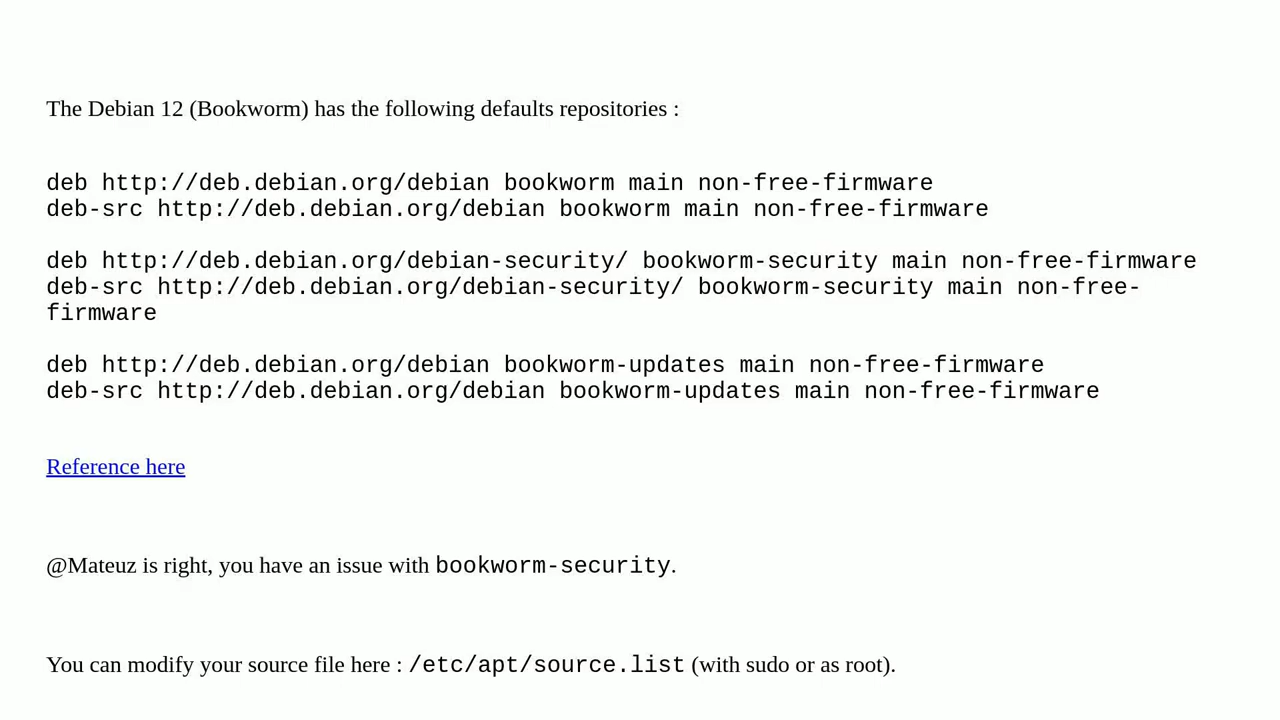 The Debian 12 (Bookworm) has the following defaults repositories :
deb http://deb.debian.org/debian bookworm main non-free-firmware
deb-src http://deb.debian.org/debian bookworm main non-free-firmware
deb http://deb.debian.org/debian-security/ bookworm-security main non-free-firmware
deb-src http://deb.debian.org/debian-security/ bookworm-security main non-free-
firmware
deb http://deb.debian.org/debian bookworm-updates main non-free-firmware
deb-src http://deb.debian.org/debian bookworm-updates main non-free-firmware
Reference here
@Mateuz is right, you have an issue with bookworm-security.
You can modify your source file here : /etc/apt/source.list (with sudo or as root).